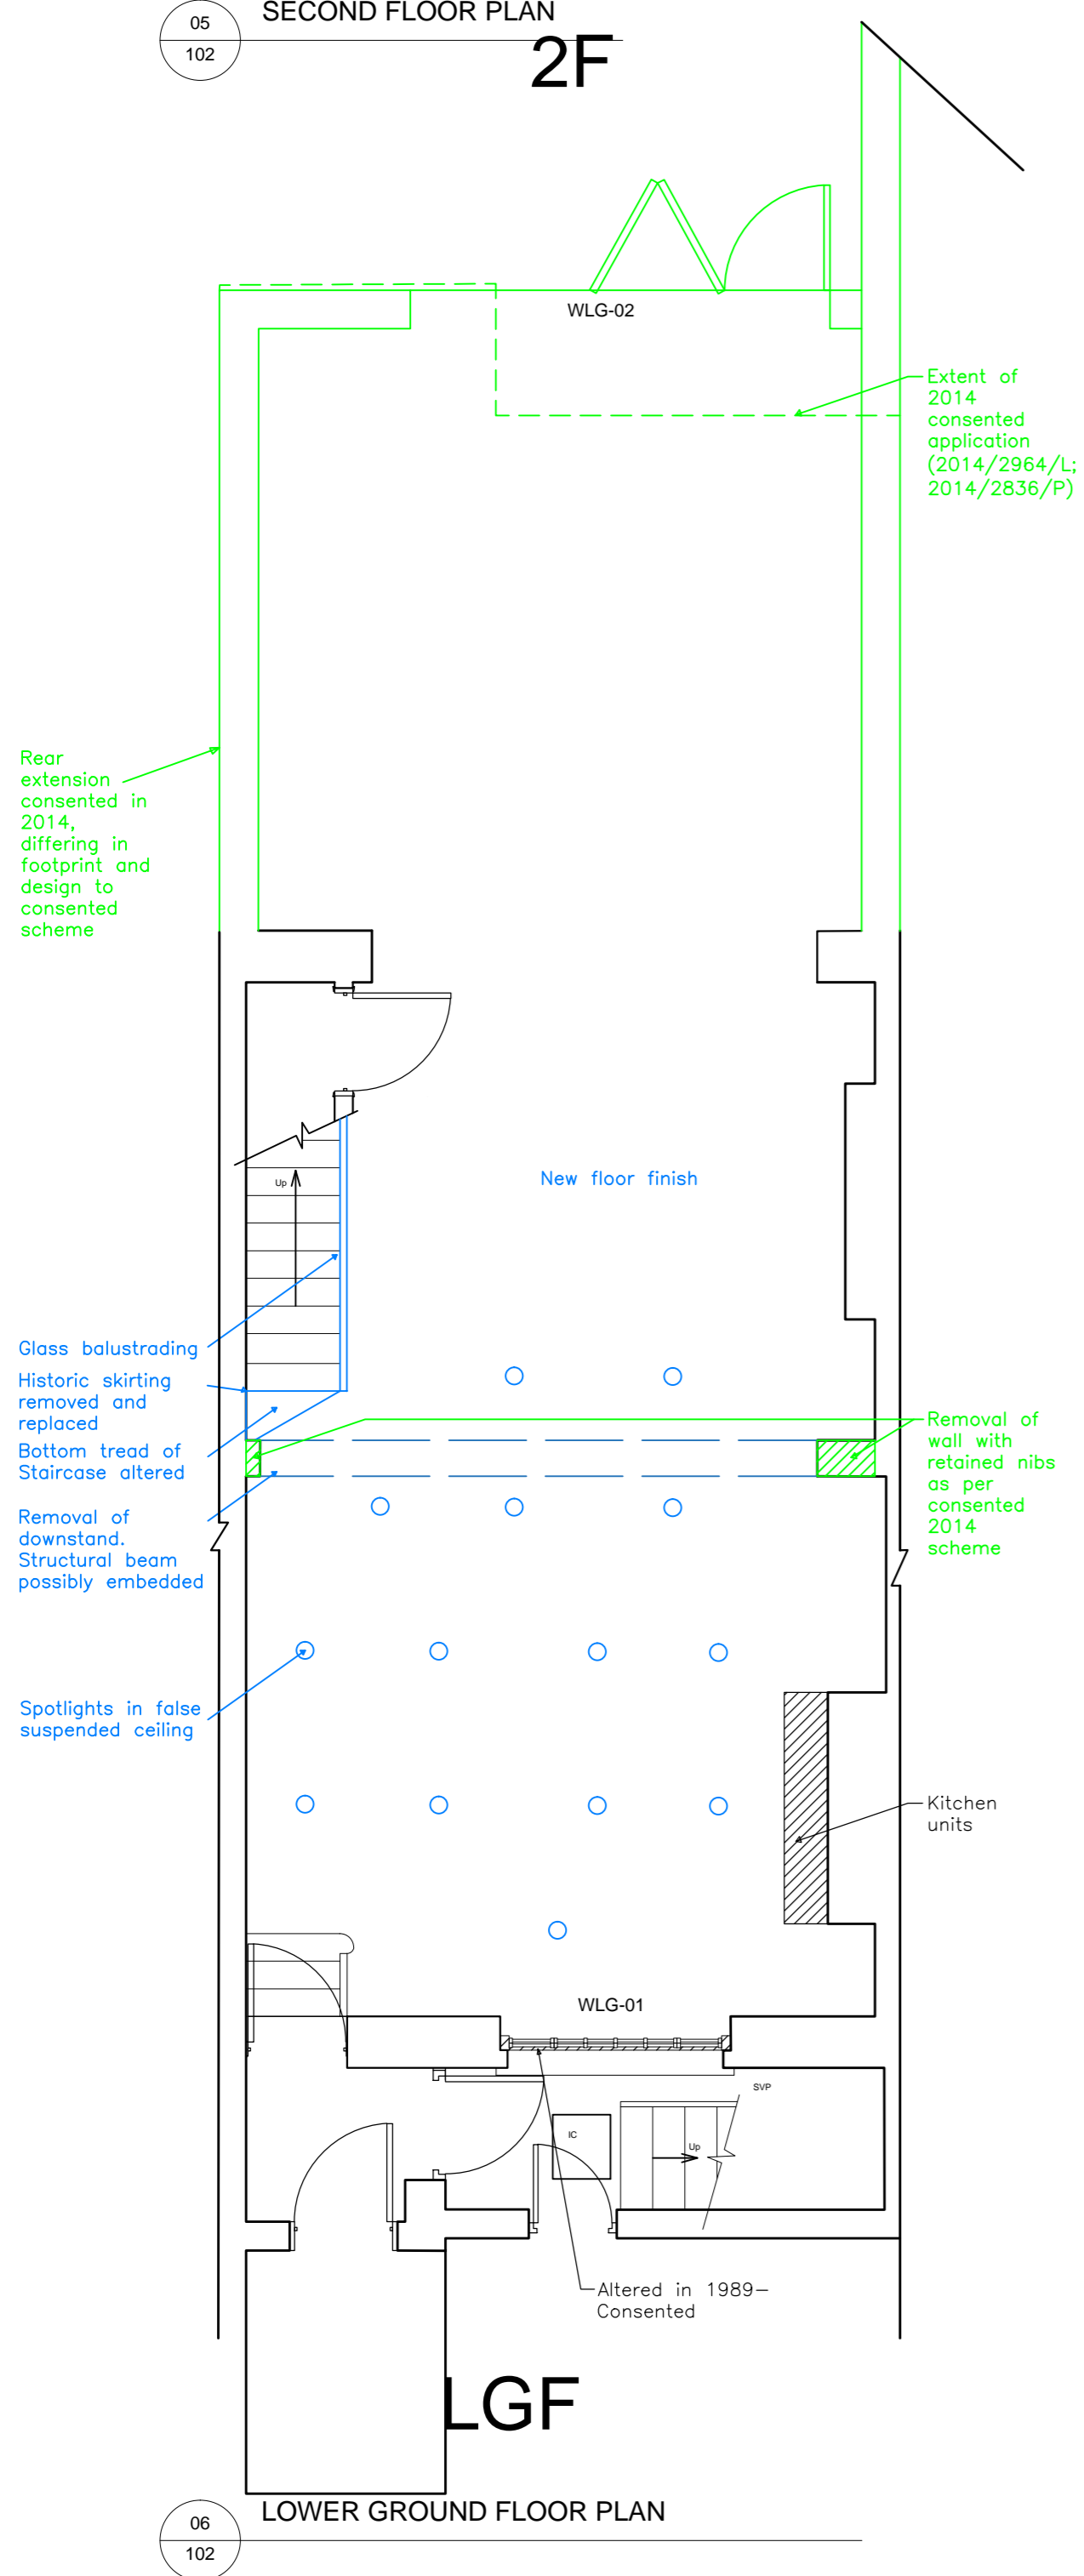 05
102
SECOND FLOOR PLAN
2F
WLG-02
Extent of
2014
consented
application
(2014/2964/L;
2014/2836/P)
Rear
extension
consented in
2014,
differing in
footprint and
design to
consented
scheme
New floor finish
Up
Glass balustrading
Historic skirting
removed and
replaced
Bottom tread of
Staircase altered
Removal of
downstand.
Structural beam
possibly embedded
Removal of
wall with
retained nibs
as per
consented
2014
scheme
Spotlights in false
suspended ceiling
Kitchen
units
WLG-01
SVP
IC
Up
Altered in 1989–
Consented
LGF
06
102
LOWER GROUND FLOOR PLAN